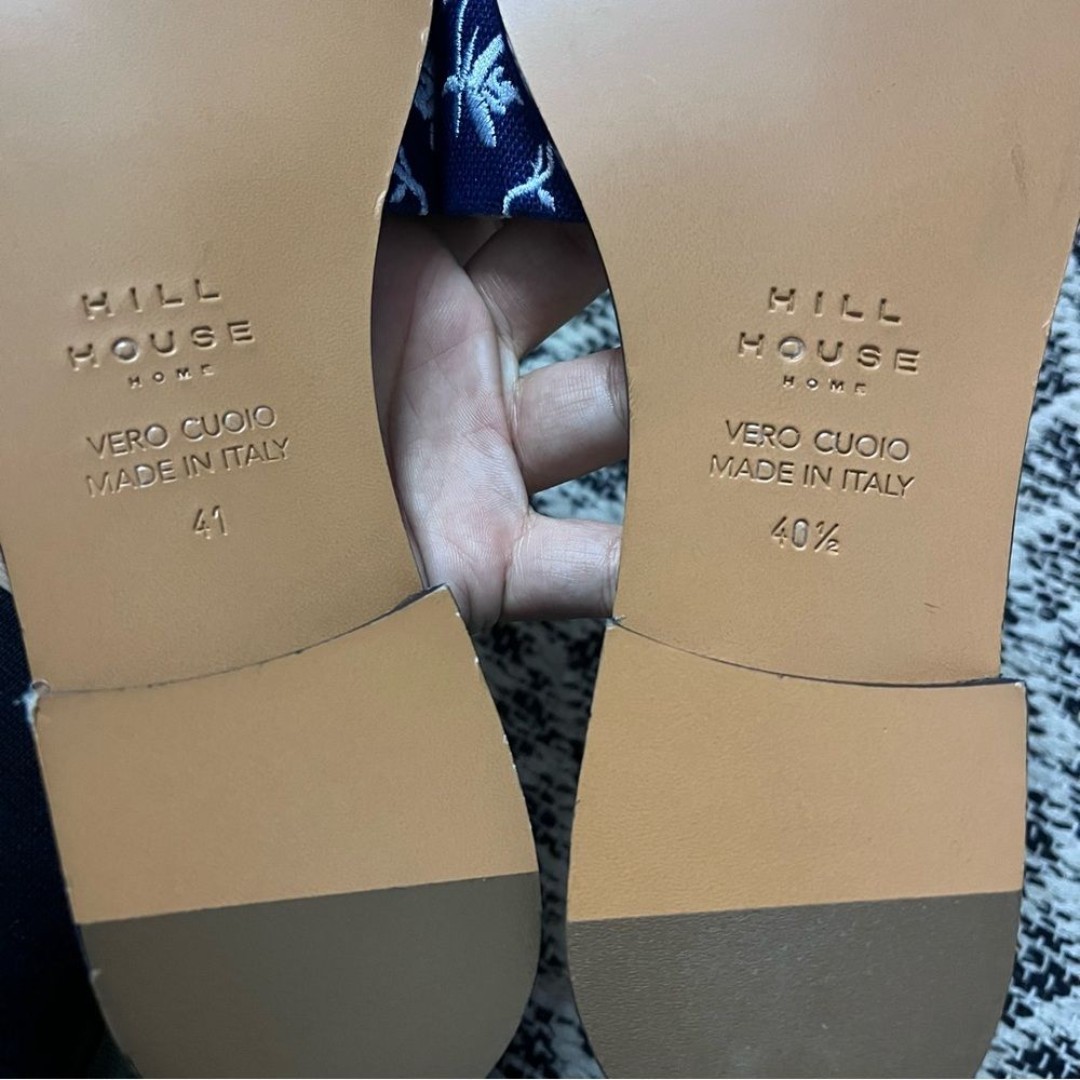 HILL
HOUSE
HOME
VERO CUOIO
MADE IN ITALY
41
HILL
HOUSE
HOME
VERO CUOIO
MADE IN ITALY
40½